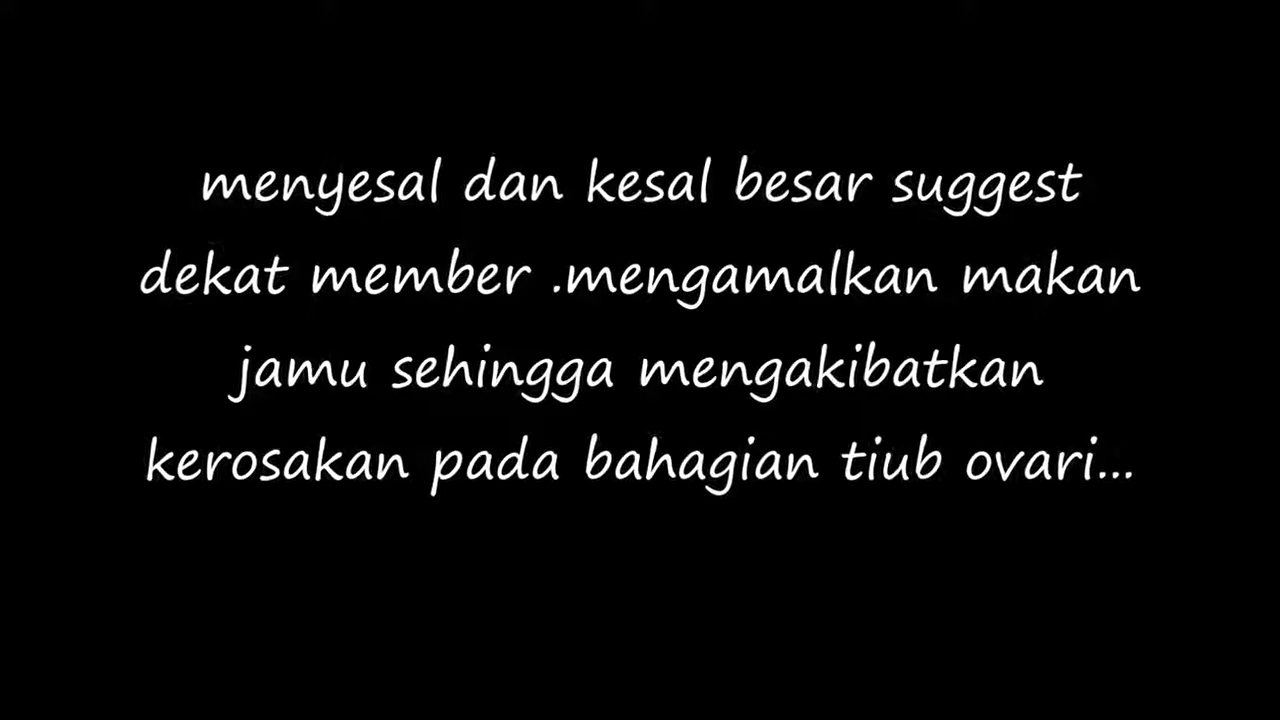 menyesal dan kesal besar suggest
dekat member .mengamalkan makan
jamu sehingga mengakibatkan
kerosakan pada bahagian tiub ovari...